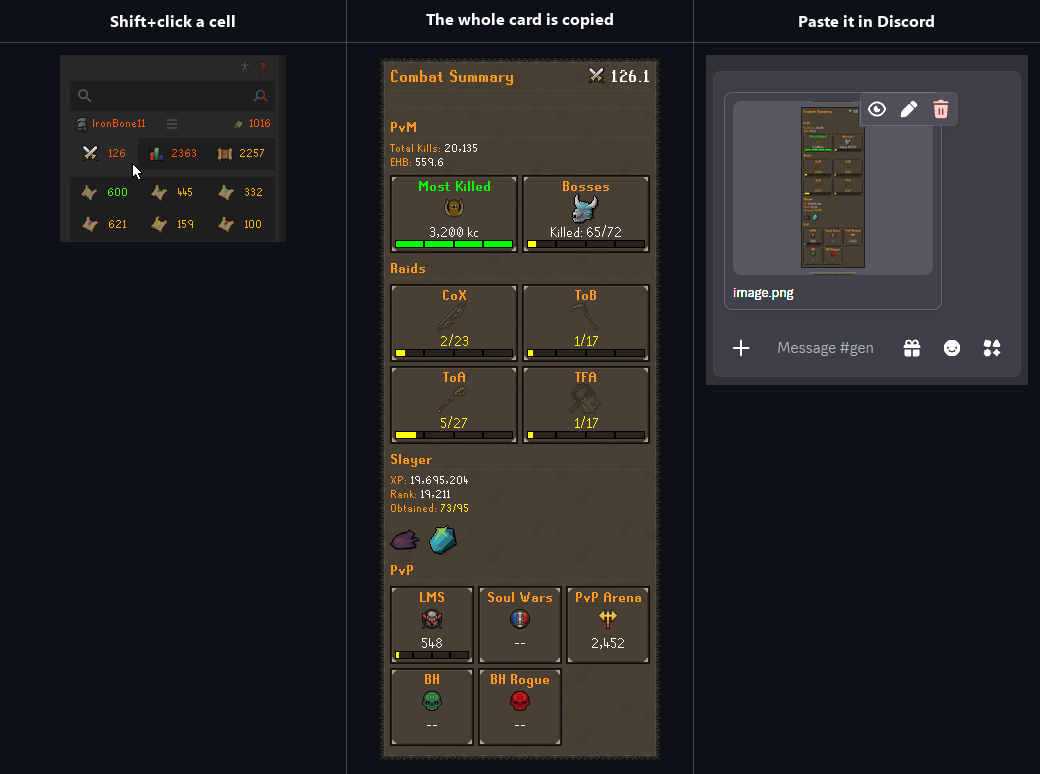 Shift+click a cell
The whole card is copied
Paste it in Discord
IronBone11
1016
126
2363
2257
600
445
332
621
159
100
Combat Summary
126.1
PvM
Total Kills: 20,135
EHB: 559.6
Most Killed
3,200 kc
Bosses
Killed: 65/72
Raids
CoX
2/23
ToB
1/17
ToA
5/27
TFA
1/17
Slayer
XP: 19,695,204
Rank: 19,211
Obtained: 73/95
PvP
LMS
548
Soul Wars
--
PvP Arena
2,452
BH
--
BH Rogue
--
image.png
Message #gen